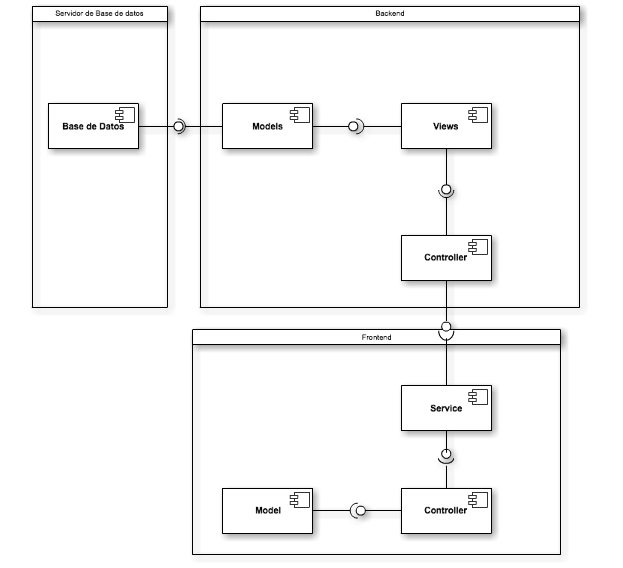 Servidor de Base de datos
Backend
Base de Datos
Models
Views
Controller
Frontend
Service
Model
Controller